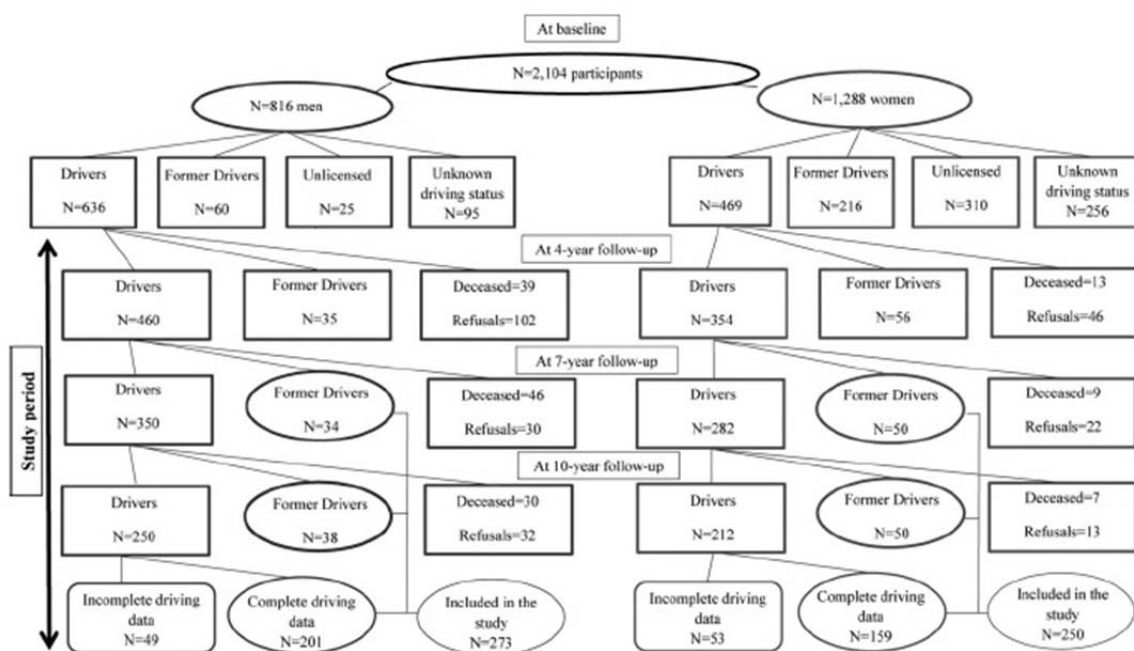 At baseline
N=2,104 participants
N=816 men
N=1,288 women
Drivers
N=636
Former Drivers
N=60
Unlicensed
N=25
Unknown
driving status
N=95
Drivers
N=469
Former Drivers
N=216
Unlicensed
N=310
Unknown
driving status
N=256
At 4-year follow-up
Drivers
N=460
Former Drivers
N=35
Deceased=39
Refusals=102
Drivers
N=354
Former Drivers
N=56
Deceased=13
Refusals=46
Study period
At 7-year follow-up
Drivers
N=350
Former Drivers
N=34
Deceased=46
Refusals=30
Drivers
N=282
Former Drivers
N=50
Deceased=9
Refusals=22
At 10-year follow-up
Drivers
N=250
Former Drivers
N=38
Deceased=30
Refusals=32
Drivers
N=212
Former Drivers
N=50
Deceased=7
Refusals=13
Incomplete driving
data
N=49
Complete driving
data
N=201
Included in the
study
N=273
Incomplete driving
data
N=53
Complete driving
data
N=159
Included in the
study
N=250